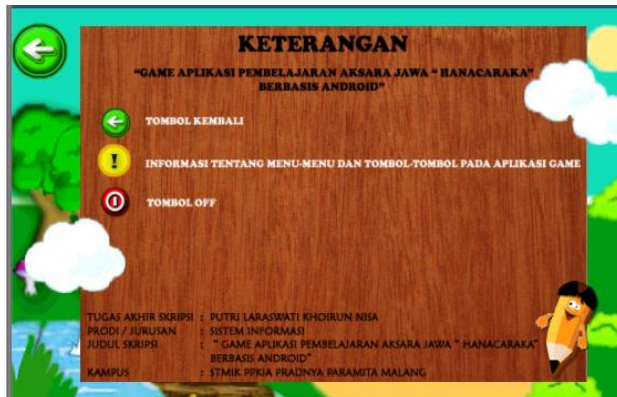 KETERANGAN
"GAME APLIKASI PEMBELAJARAN AKSARA JAWA " HANACARAKA"
BERBASIS ANDROID"
TOMBOL KEMBALI
! INFORMASI TENTANG MENU-MENU DAN TOMBOL-TOMBOL PADA APLIKASI GAME
TOMBOL OFF
TUGAS AKHIR SKRIPSI : PUTRI LARASWATI KHOIRUN NISA
PRODI / JURUSAN : SISTEM INFORMASI
JUDUL SKRIPSI : " GAME APLIKASI PEMBELAJARAN AKSARA JAWA " HANACARAKA"
BERBASIS ANDROID"
KAMPUS : STMIK PPKIA PRADNYA PARAMITA MALANG